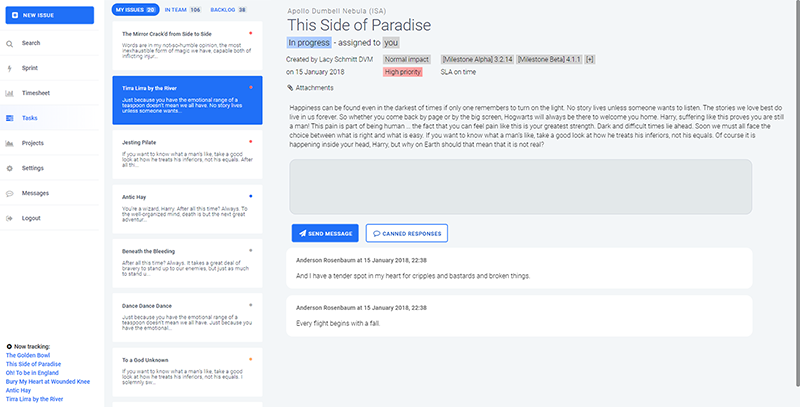 NEW ISSUE
Search
Sprint
Timesheet
Tasks
Projects
Settings
Messages
Logout
Now tracking:
The Golden Bowl
This Side of Paradise
Oh! To be in England
Bury My Heart at Wounded Knee
Antic Hay
Tirra Lirra by the River
MY ISSUES 20 IN TEAM 106 BACKLOG 38
The Mirror Crack'd from Side to Side
Words are in my not-so-humble opinion, the most
inexhaustible form of magic we have, capable both of
inflicting injur...
Tirra Lirra by the River
Just because you have the emotional range of a
teaspoon doesn't mean we all have. No story lives
unless someone wants...
Jesting Pilate
If you want to know what a man's like, take a good
look at how he treats his inferiors, not his equals. After
all thi...
Antic Hay
You're a wizard, Harry. After all this time? Always. To
the well-organized mind, death is but the next great
adventur...
Beneath the Bleeding
After all this time? Always. It takes a great deal of
bravery to stand up to our enemies, but just as much
to stand u...
Dance Dance Dance
Just because you have the emotional range of a
teaspoon doesn't mean we all have. Just because you
have the emotional...
To a God Unknown
If you want to know what a man's like, take a good
look at how he treats his inferiors, not his equals. I
solemnly sw...
Apollo Dumbell Nebula (ISA)
This Side of Paradise
In progress - assigned to you
Created by Lacy Schmitt DVM Normal impact [Milestone Alpha] 3.2.14 [Milestone Beta] 4.1.1 [+]
on 15 January 2018 High priority SLA on time
Attachments
Happiness can be found even in the darkest of times if only one remembers to turn on the light. No story lives unless someone wants to listen. The stories we love best do
live in us forever. So whether you come back by page or by the big screen, Hogwarts will always be there to welcome you home. Harry, suffering like this proves you are still
a man! This pain is part of being human ... the fact that you can feel pain like this is your greatest strength. Dark and difficult times lie ahead. Soon we must all face the
choice between what is right and what is easy. If you want to know what a man's like, take a good look at how he treats his inferiors, not his equals. Of course it is
happening inside your head, Harry, but why on Earth should that mean that it is not real?
SEND MESSAGE CANNED RESPONSES
Anderson Rosenbaum at 15 January 2018, 22:38
And I have a tender spot in my heart for cripples and bastards and broken things.
Anderson Rosenbaum at 15 January 2018, 22:38
Every flight begins with a fall.